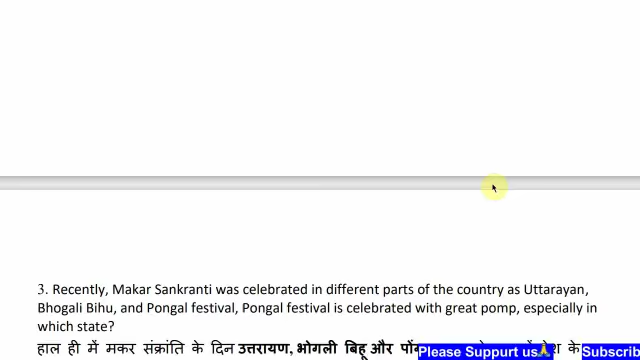 3. Recently, Makar Sankranti was celebrated in different parts of the country as Uttarayan,
Bhogali Bihu, and Pongal festival, Pongal festival is celebrated with great pomp, especially in
which state?
हाल ही में मकर संक्रांति के दिन उत्तरायण, भोगली बिहू और के
Please Suppurt us🙏 Subscrib